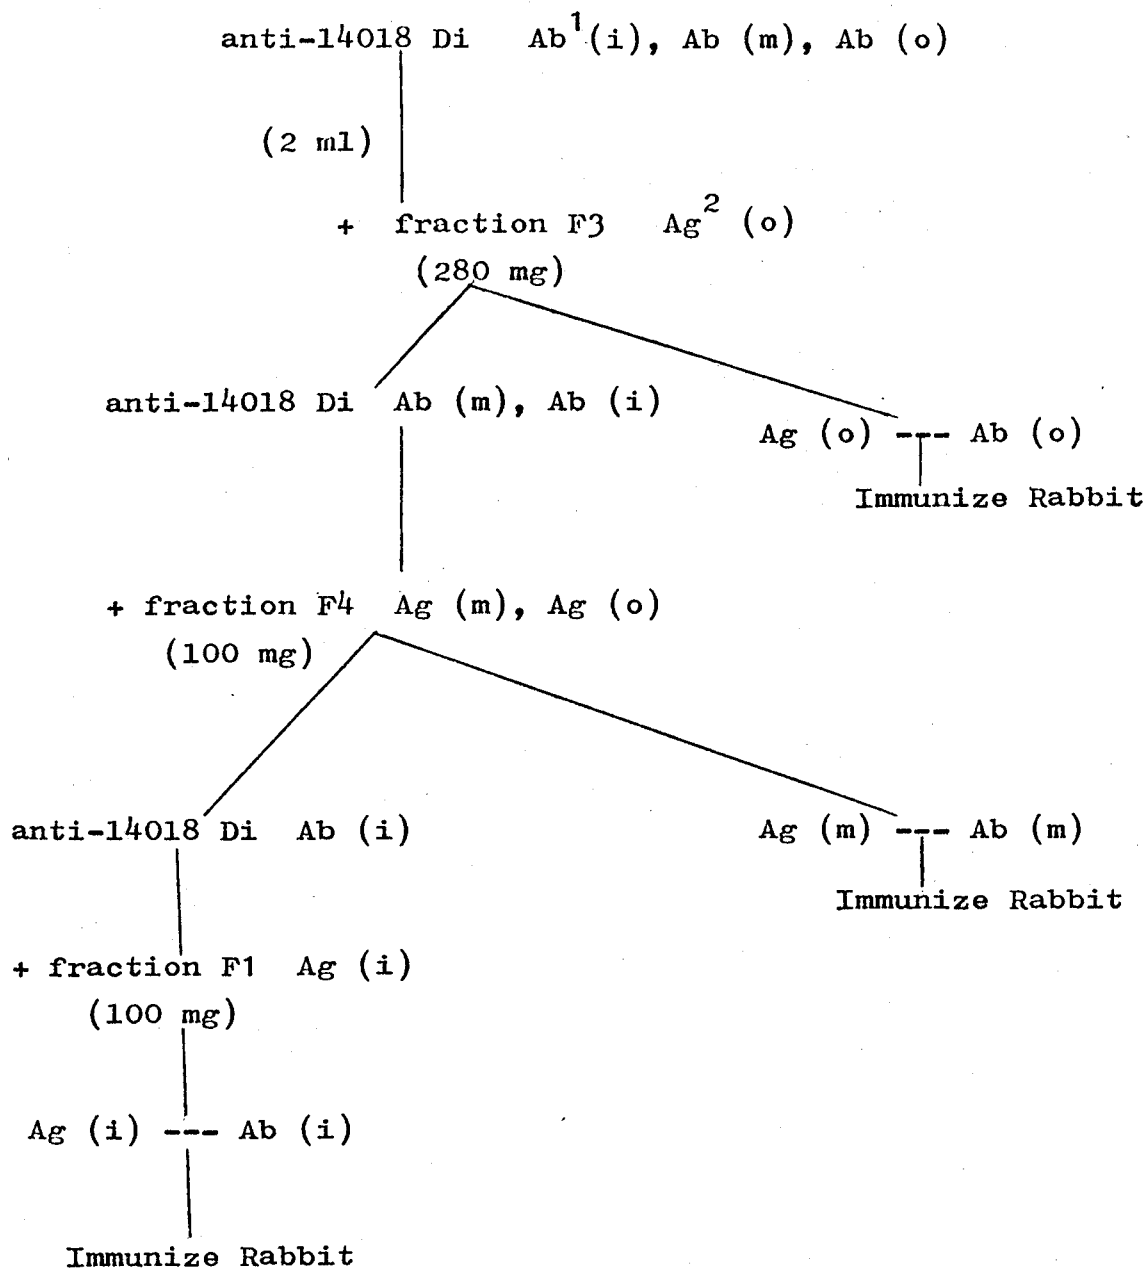 anti-14018 Di Ab¹(i), Ab (m), Ab (o)
(2 ml)
+ fraction F3 Ag² (o)
(280 mg)
anti-14018 Di Ab (m), Ab (i)
Ag (o) --- Ab (o)
Immunize Rabbit
+ fraction F4 Ag (m), Ag (o)
(100 mg)
anti-14018 Di Ab (i)
Ag (m) --- Ab (m)
Immunize Rabbit
+ fraction F1 Ag (i)
(100 mg)
Ag (i) --- Ab (i)
Immunize Rabbit